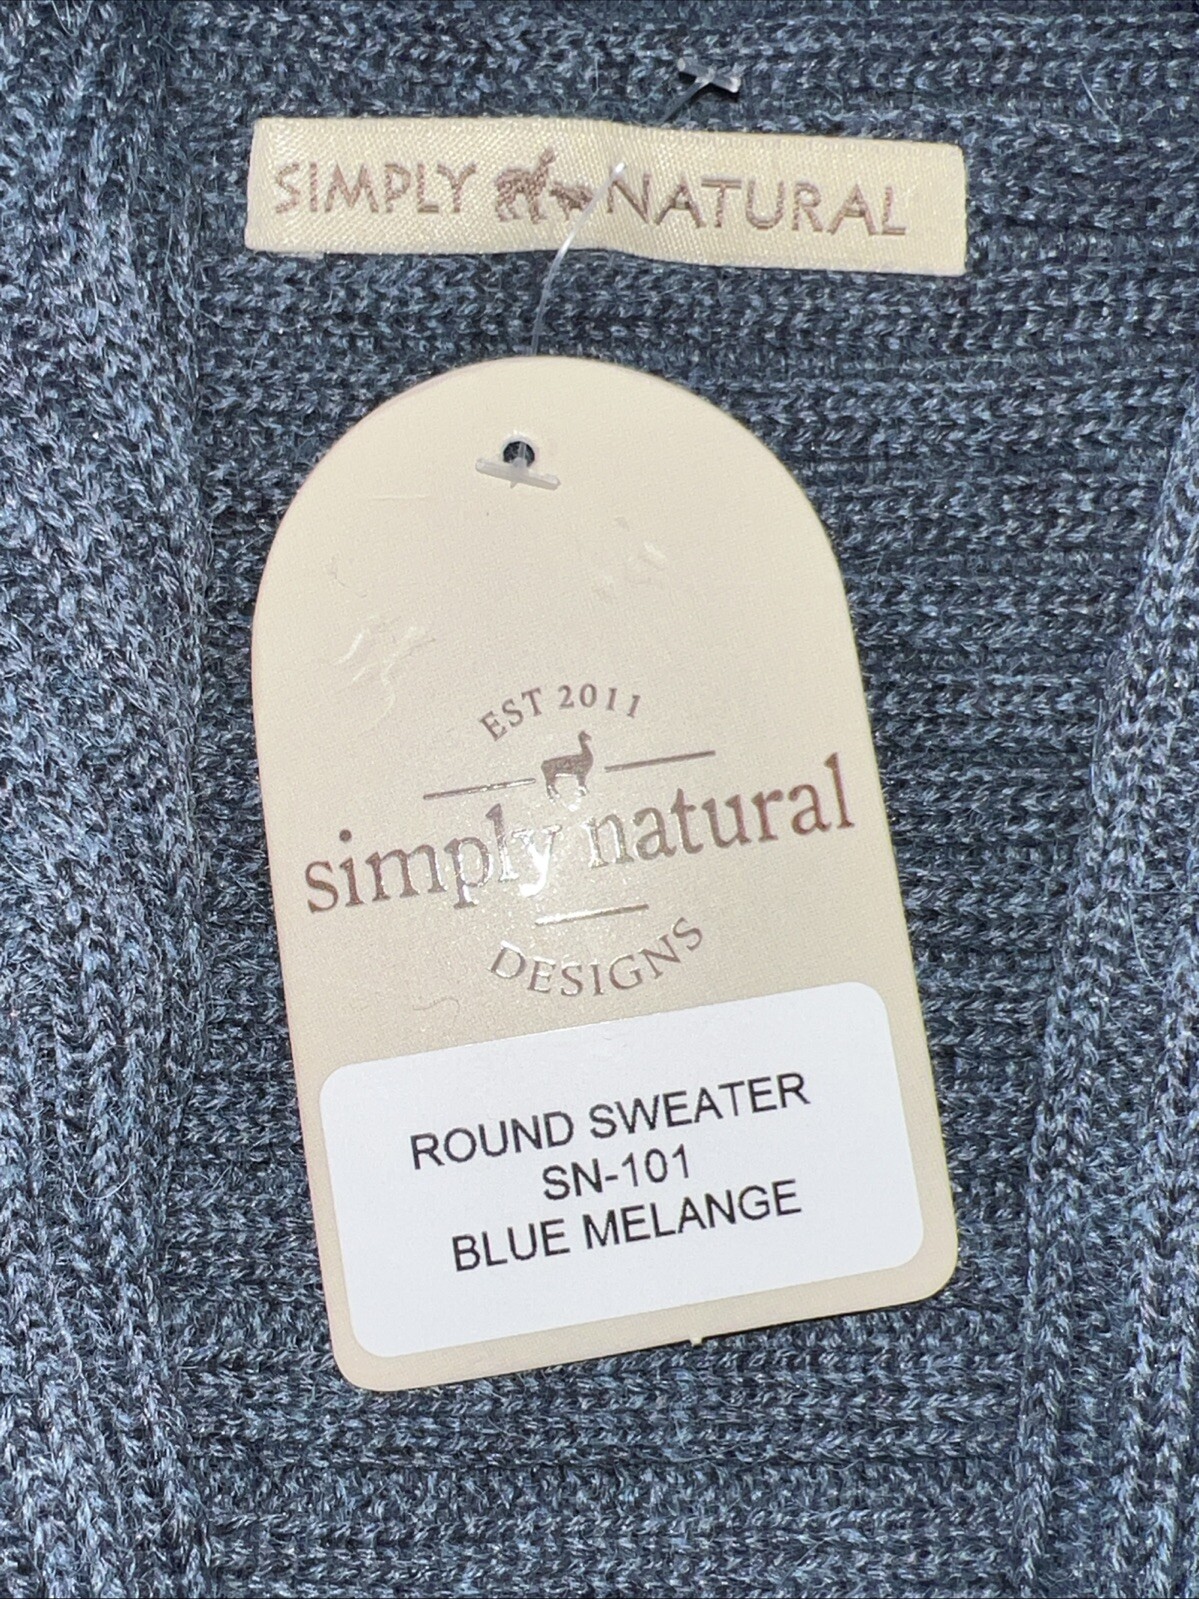 SIMPLY NATURAL
EST 2011
simply natural
DESIGNS
ROUND SWEATER
SN-101
BLUE MELANGE